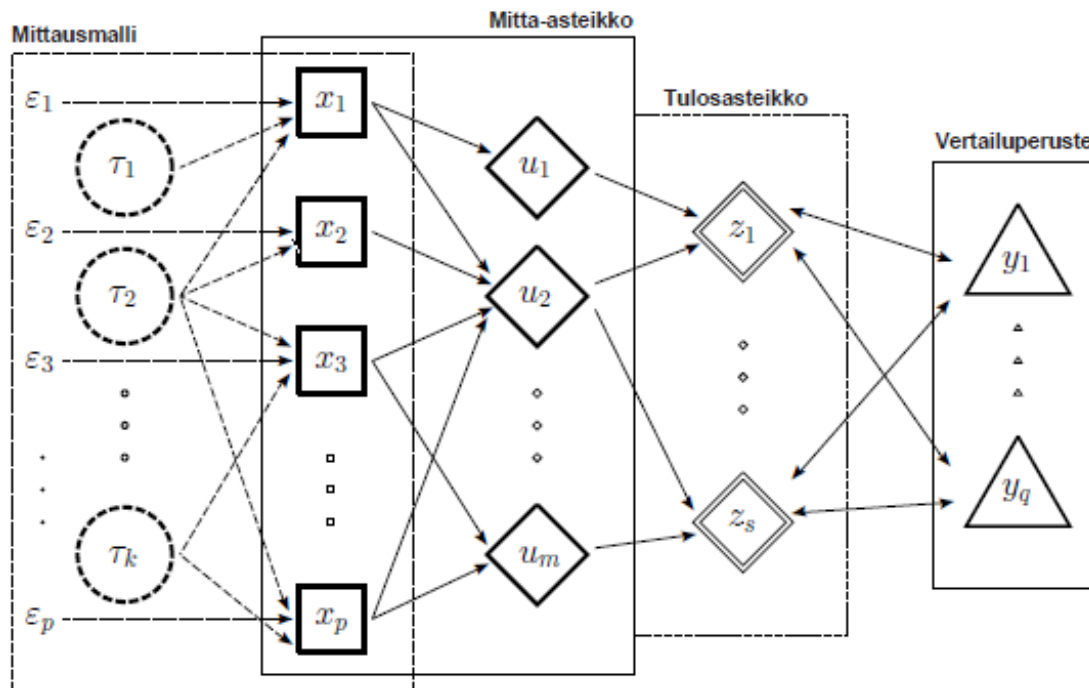 Mittausmalli
Mitta-asteikko
Tulosasteikko
Vertailuperuste
ε₁
τ₁
ε₂
τ₂
ε₃
τₖ
εₚ
x₁
x₂
x₃
xₚ
u₁
u₂
uₘ
z₁
zₛ
y₁
y_q